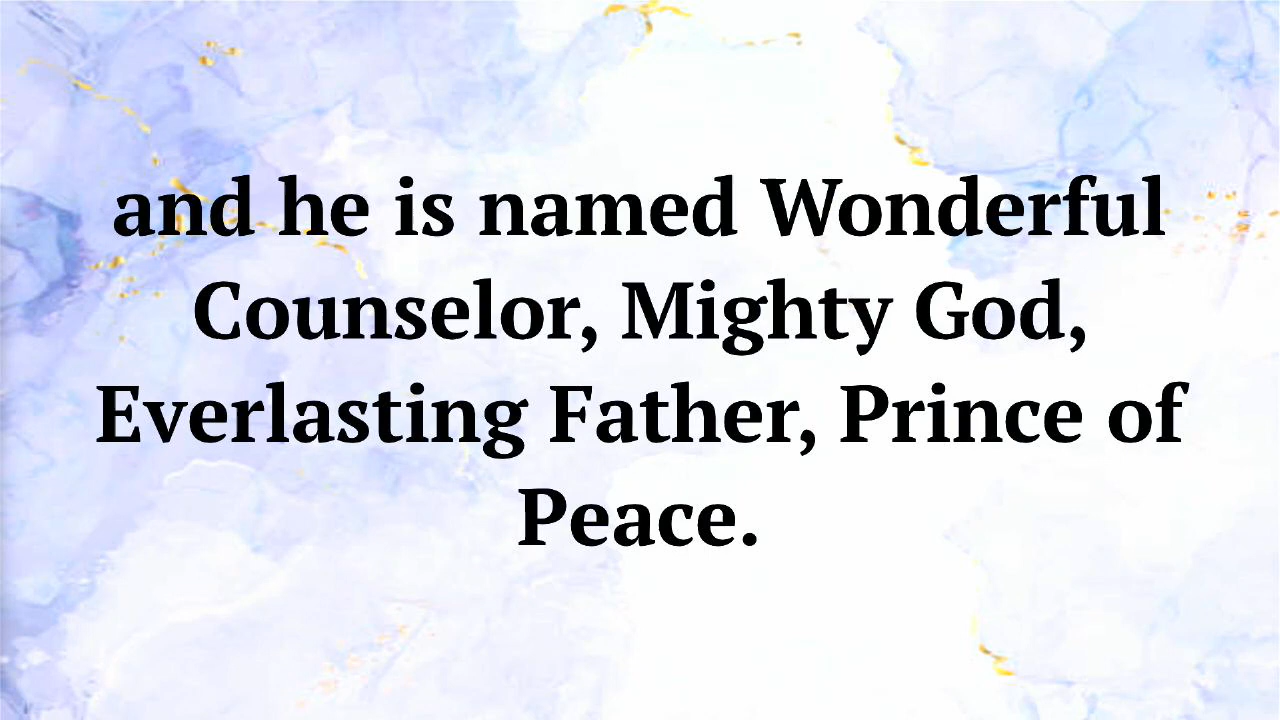 and he is named Wonderful
Counselor, Mighty God,
Everlasting Father, Prince of
Peace.